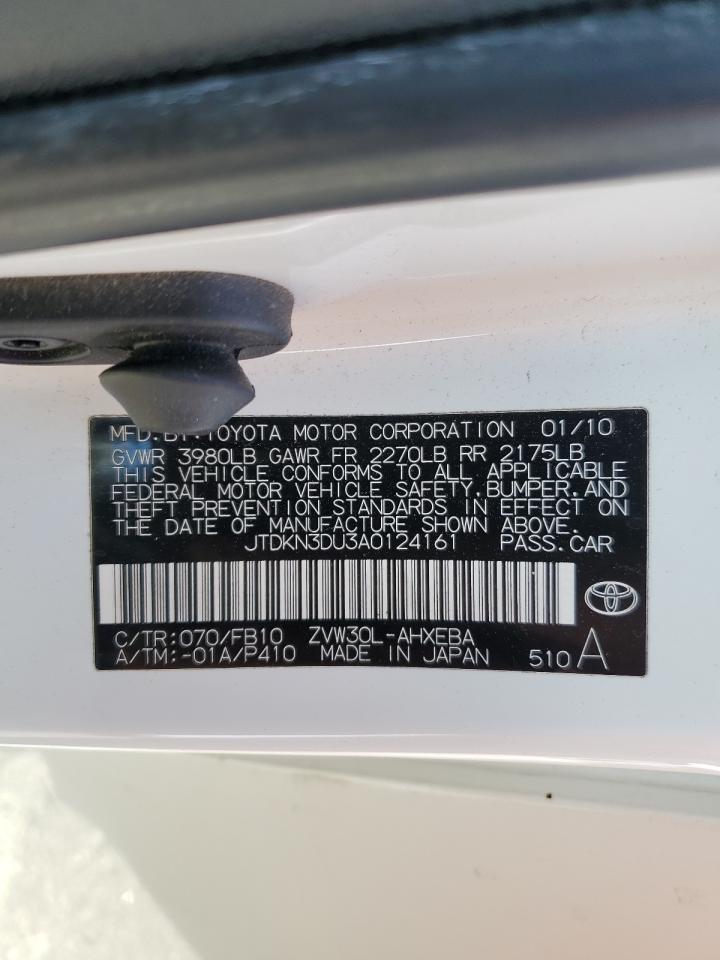 MFD. BY: TOYOTA MOTOR CORPORATION 01/10
GVWR 3980LB GAWR FR 2270LB RR 2175LB
THIS VEHICLE CONFORMS TO ALL APPLICABLE
FEDERAL MOTOR VEHICLE SAFETY, BUMPER, AND
THEFT PREVENTION STANDARDS IN EFFECT ON
THE DATE OF MANUFACTURE SHOWN ABOVE.
JTDKN3DU3A0124161 PASS. CAR
C/TR: 070/FB10 ZVW30L-AHXEBA
A/TM: -01A/P410 MADE IN JAPAN 510 A